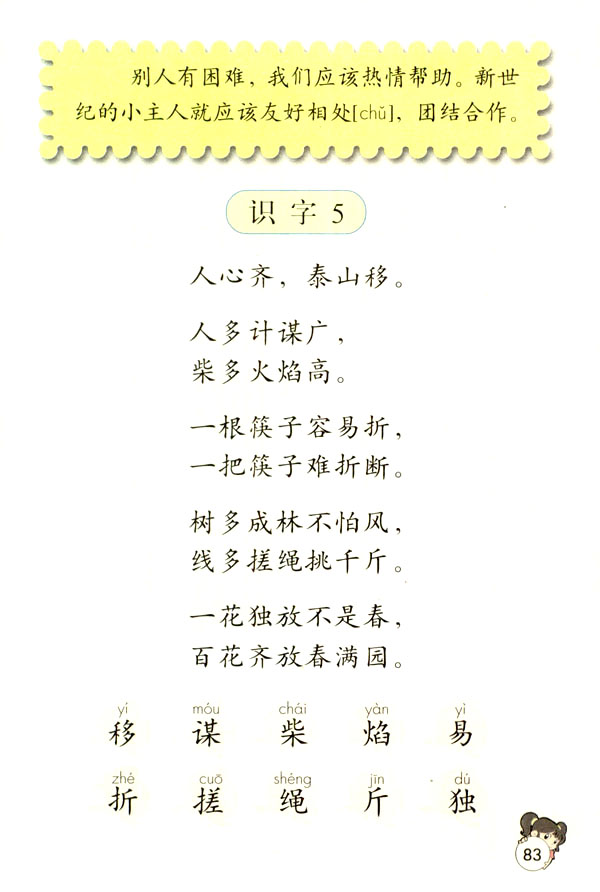 别人有困难，我们应该热情帮助。新世
纪的小主人就应该友好相处[chǔ]，团结合作。
识字5
人心齐，泰山移。
人多计谋广，
柴多火焰高。
一根筷子容易折，
一把筷子难折断。
树多成林不怕风，
线多搓绳挑千斤。
一花独放不是春，
百花齐放春满园。
yí móu chái yàn yì
移 谋 柴 焰 易
zhé cuō shéng jīn dú
折 搓 绳 斤 独
83